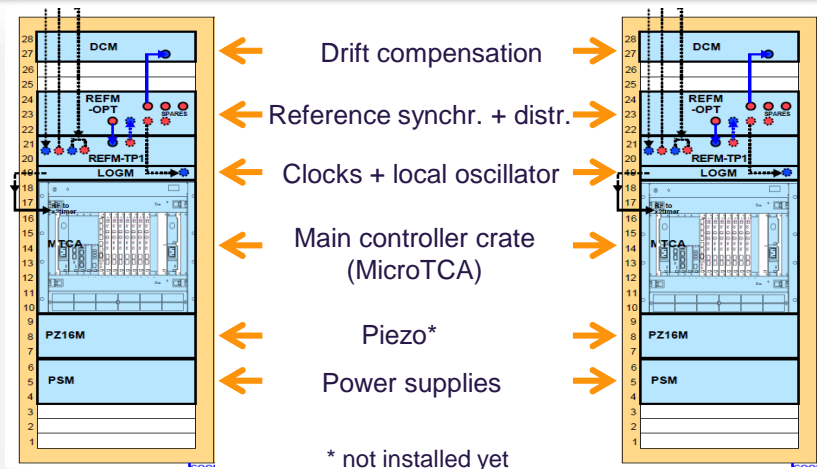 28
27
26
25
24
23
22
21
20
19
18
17
16
15
14
13
12
11
10
9
8
7
6
5
4
3
2
1
DCM
REFM
-OPT
SPARES
REFM-TP1
LOGM
RF to
MTCA
PZ16M
PSM
Drift compensation
Reference synchr. + distr.
Clocks + local oscillator
Main controller crate
(MicroTCA)
Piezo*
Power supplies
* not installed yet
28
27
26
25
24
23
22
21
20
19
18
17
16
15
14
13
12
11
10
9
8
7
6
5
4
3
2
1
DCM
REFM
-OPT
SPARES
REFM-TP1
LOGM
RF to
MTCA
PZ16M
PSM